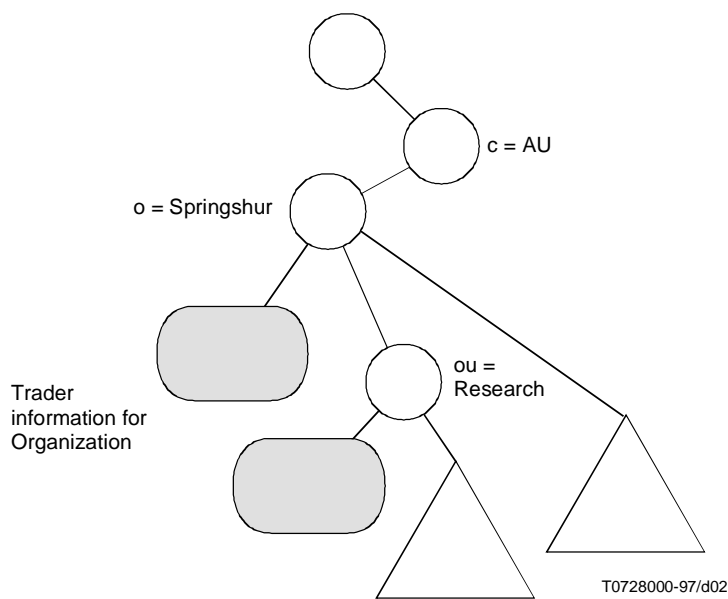 c = AU
o = Springshur
ou =
Research
Trader
information for
Organization
T0728000-97/d02